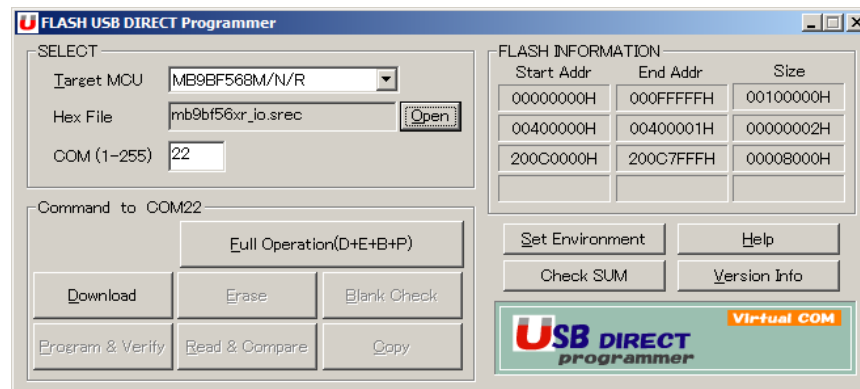 FLASH USB DIRECT Programmer
SELECT
Target MCU MB9BF568M/N/R
Hex File mb9bf56xr_io.srec Open
COM (1-255) 22
Command to COM22
Full Operation(D+E+B+P)
Download Erase Blank Check
Program & Verify Read & Compare Copy
FLASH INFORMATION
Start Addr End Addr Size
00000000H 000FFFFFH 00100000H
00400000H 00400001H 00000002H
200C0000H 200C7FFFH 00008000H
Set Environment Help
Check SUM Version Info
Virtual COM
USB DIRECT
programmer